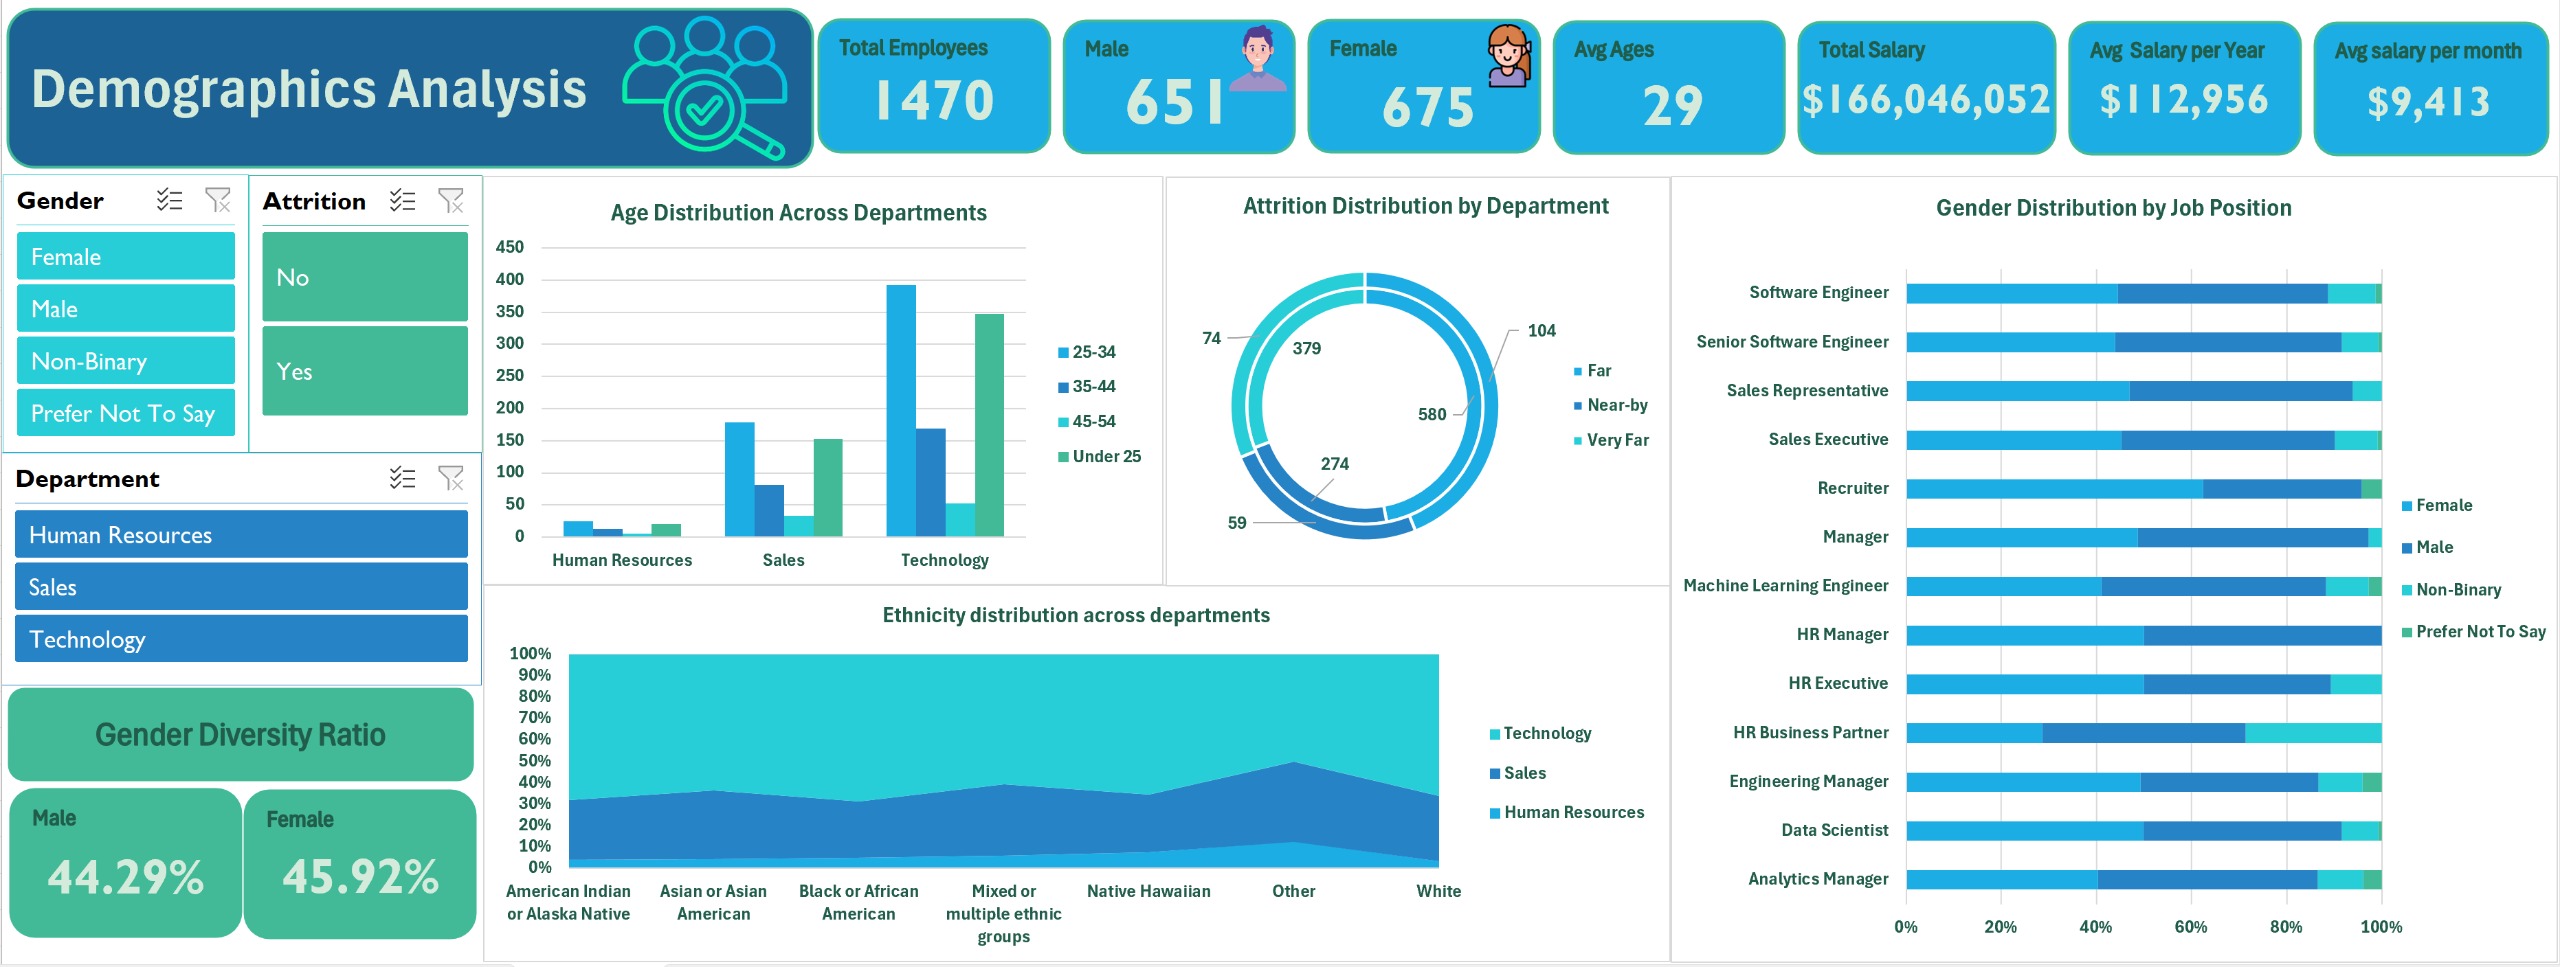 Demographics Analysis
Total Employees
1470
Male
651
Female
675
Avg Ages
29
Total Salary
$166,046,052
Avg  Salary per Year
$112,956
Avg salary per month
$9,413
Gender
Female
Male
Non-Binary
Prefer Not To Say
Attrition
No
Yes
Department
Human Resources
Sales
Technology
Gender Diversity Ratio
Male
44.29%
Female
45.92%
Age Distribution Across Departments
450
400
350
300
250
200
150
100
50
0
Human Resources
Sales
Technology
25-34
35-44
45-54
Under 25
Attrition Distribution by Department
74
379
104
580
274
59
Far
Near-by
Very Far
Ethnicity distribution across departments
100%
90%
80%
70%
60%
50%
40%
30%
20%
10%
0%
American Indian
or Alaska Native
Asian or Asian
American
Black or African
American
Mixed or
multiple ethnic
groups
Native Hawaiian
Other
White
Technology
Sales
Human Resources
Gender Distribution by Job Position
Software Engineer
Senior Software Engineer
Sales Representative
Sales Executive
Recruiter
Manager
Machine Learning Engineer
HR Manager
HR Executive
HR Business Partner
Engineering Manager
Data Scientist
Analytics Manager
0%
20%
40%
60%
80%
100%
Female
Male
Non-Binary
Prefer Not To Say